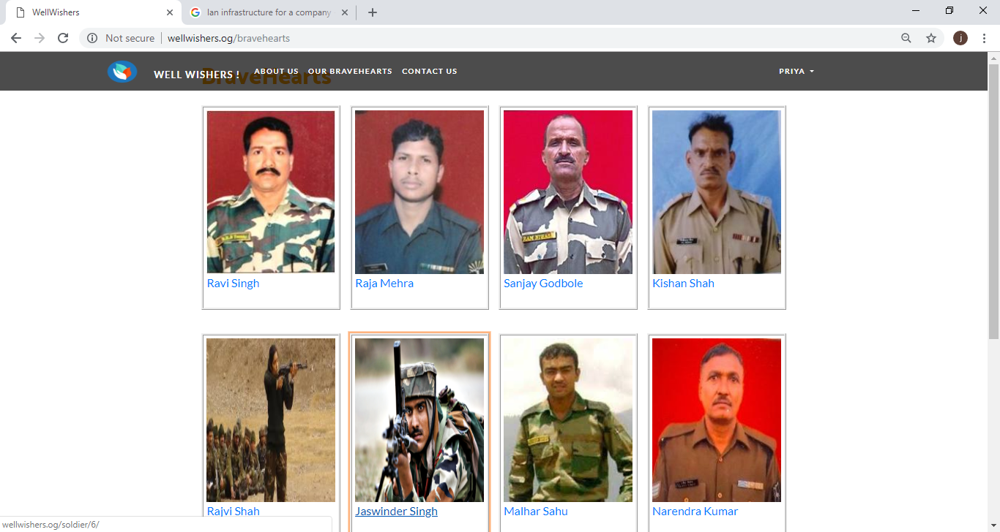 WellWishers
lan infrastructure for a company
Not secure
wellwishers.og/bravehearts
j
BraveHearts
WELL WISHERS !
ABOUT US
OUR BRAVEHEARTS
CONTACT US
PRIYA
RAM NIWAS
Ravi Singh
Raja Mehra
Sanjay Godbole
Kishan Shah
Rajvi Shah
Jaswinder Singh
Malhar Sahu
Narendra Kumar
wellwishers.og/soldier/6/